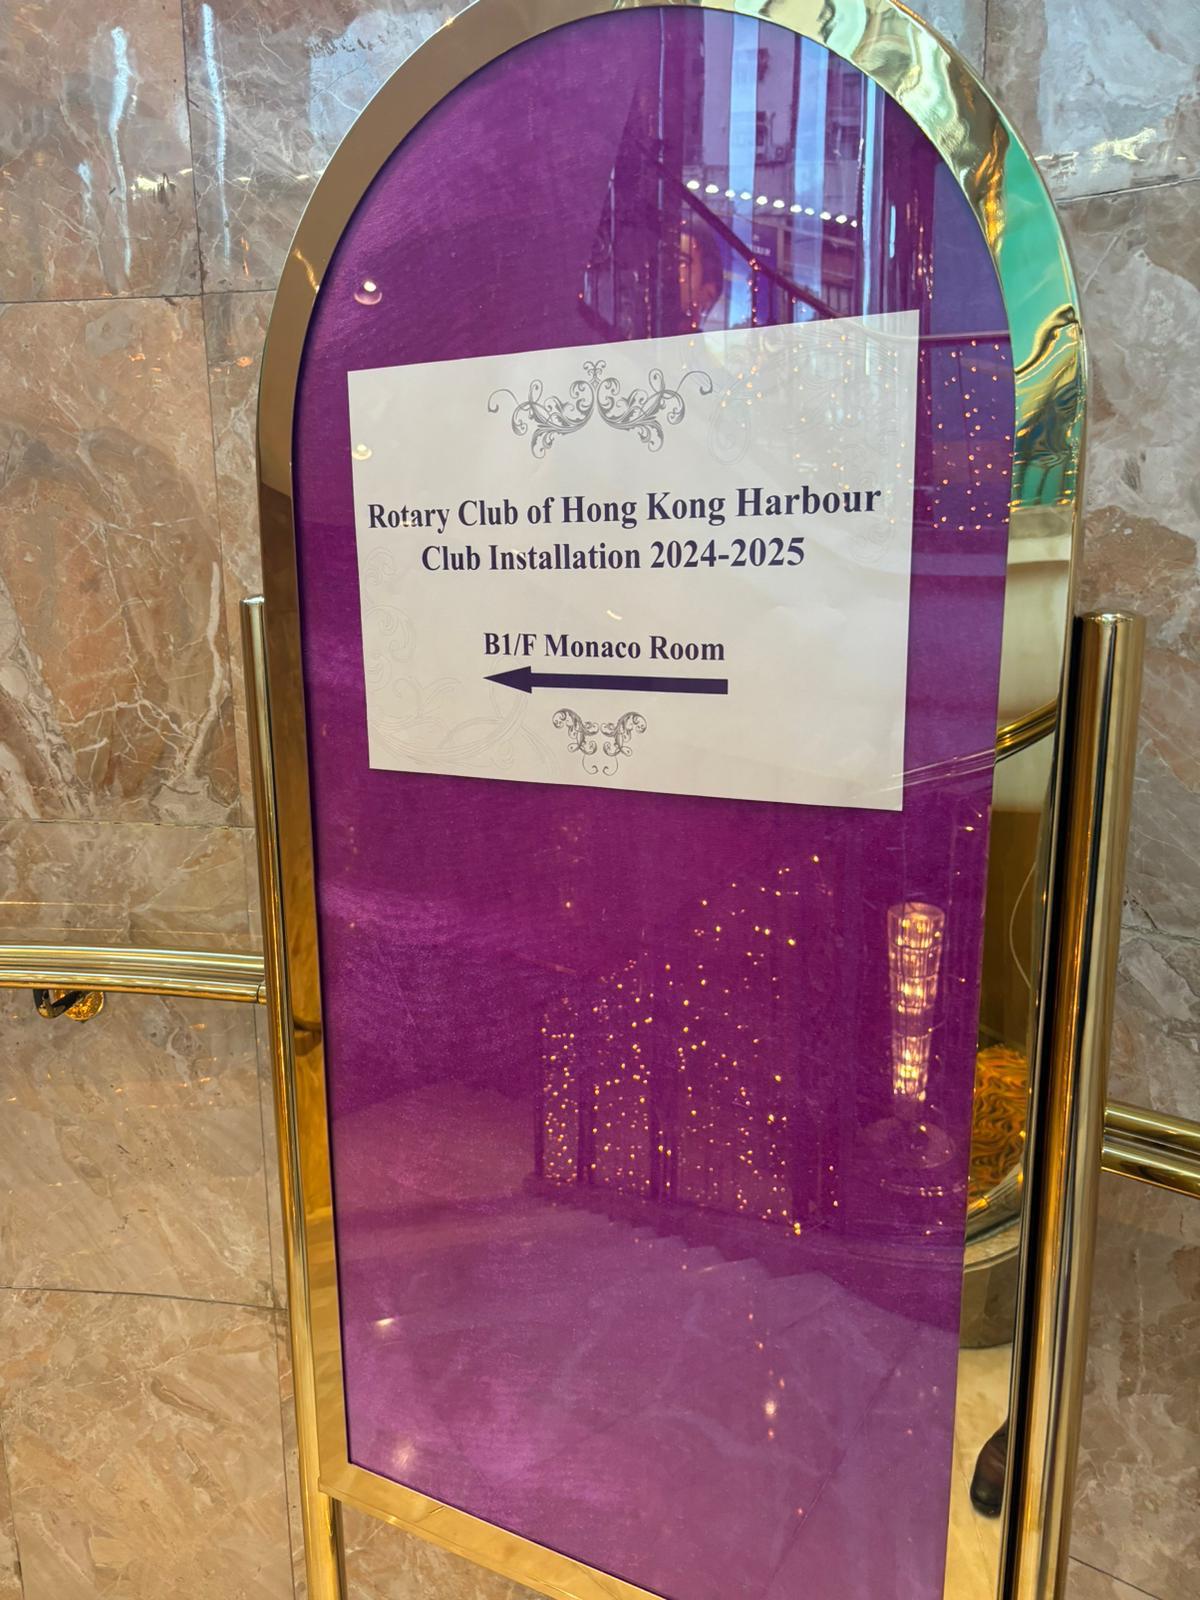 Rotary Club of Hong Kong Harbour
Club Installation 2024-2025
B1/F Monaco Room